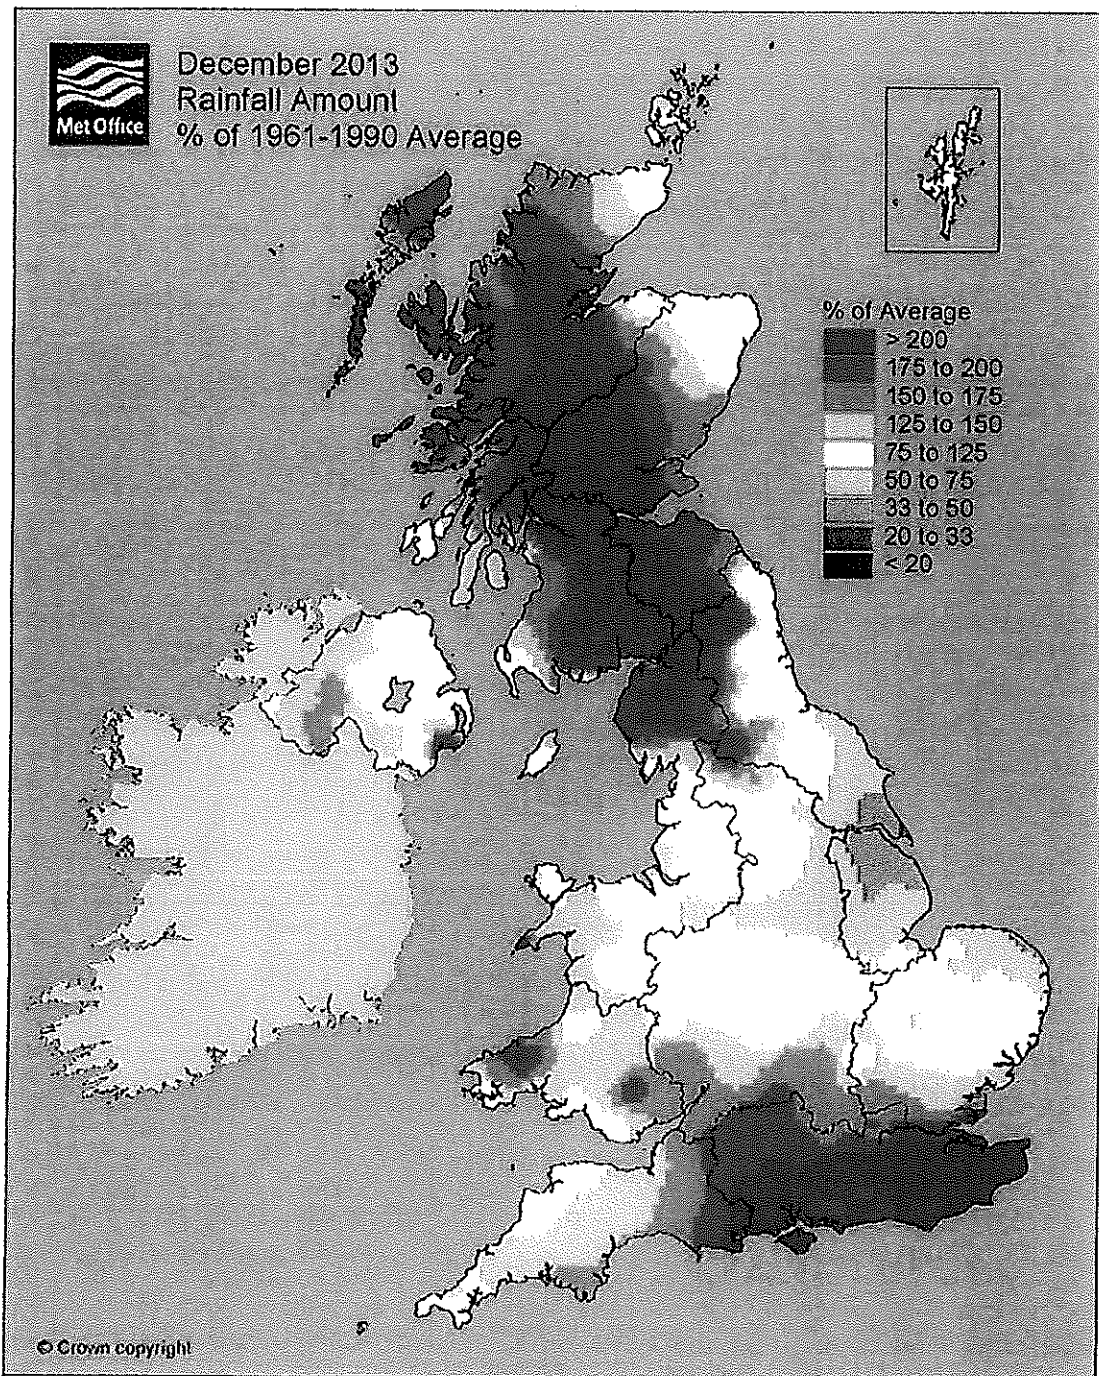 Met Office
December 2013
Rainfall Amount
% of 1961-1990 Average
% of Average
> 200
175 to 200
150 to 175
125 to 150
75 to 125
50 to 75
33 to 50
20 to 33
< 20
© Crown copyright